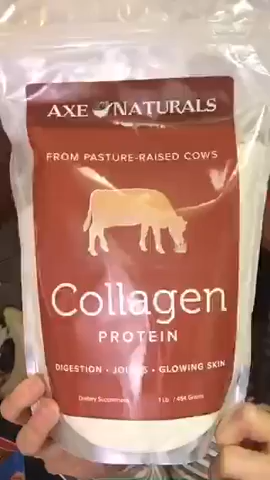 AXE NATURALS
FROM PASTURE-RAISED COWS
Collagen
PROTEIN
DIGESTION • JOINTS • GLOWING SKIN
Dietary Supplement 1 Lb. / 454 Grams